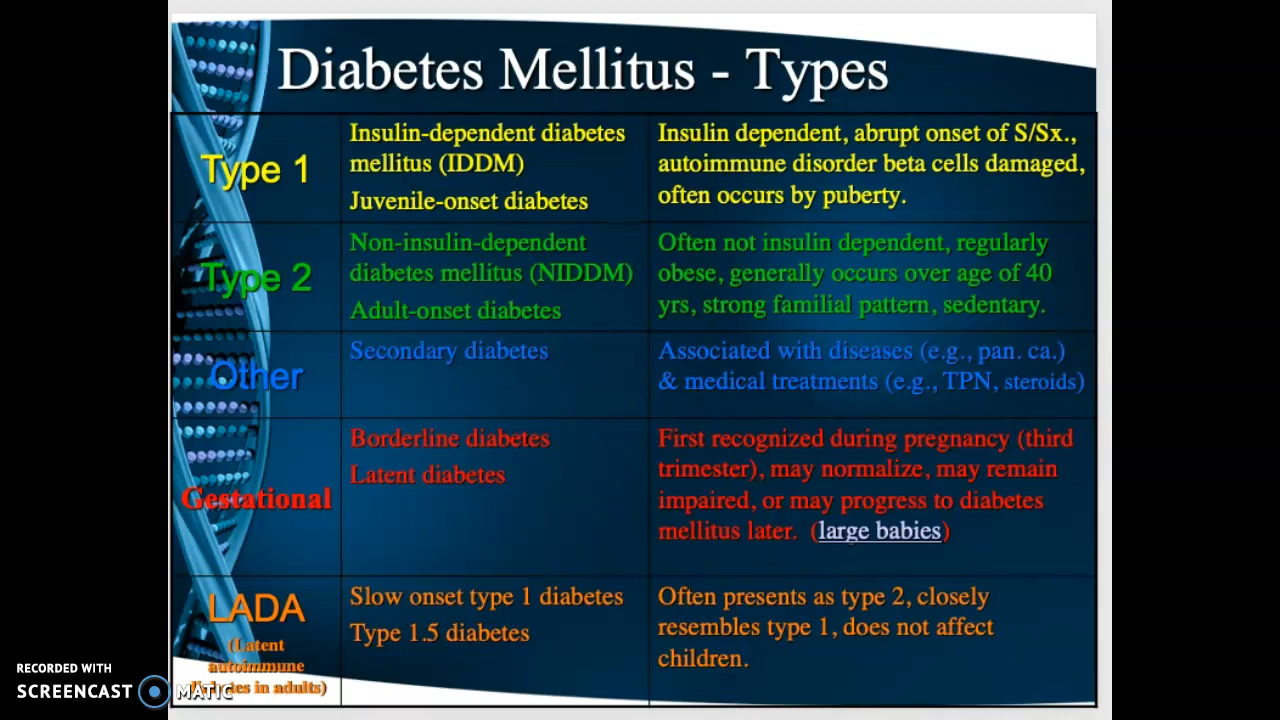 Diabetes Mellitus - Types
Type 1
Insulin-dependent diabetes
mellitus (IDDM)
Juvenile-onset diabetes
Insulin dependent, abrupt onset of S/Sx.,
autoimmune disorder beta cells damaged,
often occurs by puberty.
Type 2
Non-insulin-dependent
diabetes mellitus (NIDDM)
Adult-onset diabetes
Often not insulin dependent, regularly
obese, generally occurs over age of 40
yrs, strong familial pattern, sedentary.
Other
Secondary diabetes
Associated with diseases (e.g., pan. ca.)
& medical treatments (e.g., TPN, steroids)
Gestational
Borderline diabetes
Latent diabetes
First recognized during pregnancy (third
trimester), may normalize, may remain
impaired, or may progress to diabetes
mellitus later. (large babies)
LADA
(Latent
autoimmune
diabetes in adults)
Slow onset type 1 diabetes
Type 1.5 diabetes
Often presents as type 2, closely
resembles type 1, does not affect
children.
RECORDED WITH
SCREENCAST MATIC